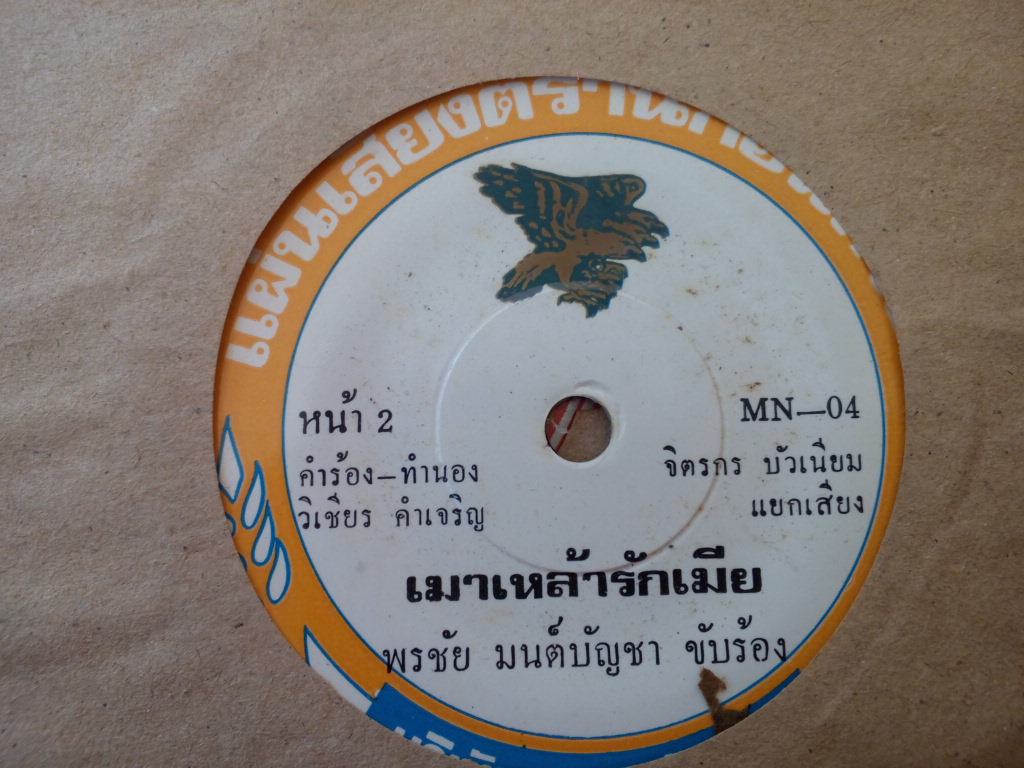 แผ่นเสียงตรา
หน้า 2
MN—04
คำร้อง–ทำนอง
จิตรกร บัวเนียม
วิเชียร คำเจริญ
แยกเสียง
เมาเหล้ารักเมีย
พรชัย มนต์บัญชา ขับร้อง